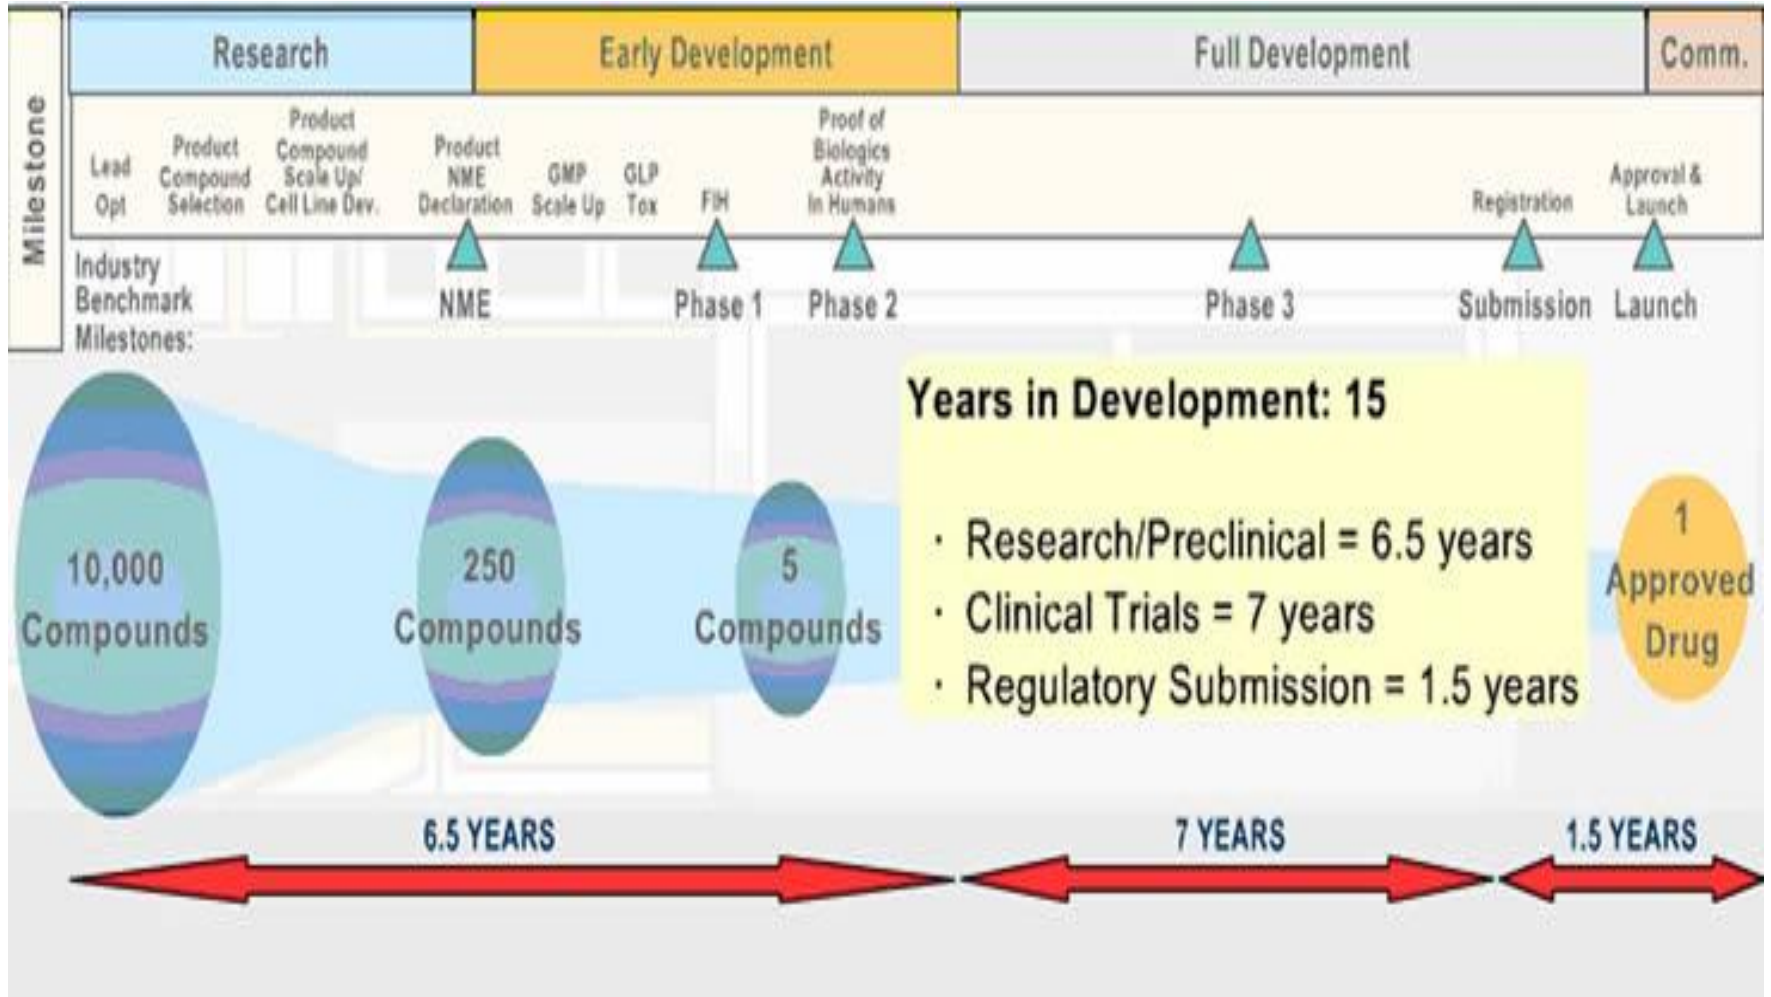 Milestone
Research
Early Development
Full Development
Comm.
Lead
Opt
Product
Compound
Selection
Product
Compound
Scale Up/
Cell Line Dev.
Product
NME
Declaration
GMP
Scale Up
GLP
Tox
FIH
Proof of
Biologics
Activity
In Humans
Registration
Approval &
Launch
Industry
Benchmark
Milestones:
NME
Phase 1
Phase 2
Phase 3
Submission
Launch
10,000
Compounds
250
Compounds
5
Compounds
Years in Development: 15
· Research/Preclinical = 6.5 years
· Clinical Trials = 7 years
· Regulatory Submission = 1.5 years
1
Approved
Drug
6.5 YEARS
7 YEARS
1.5 YEARS